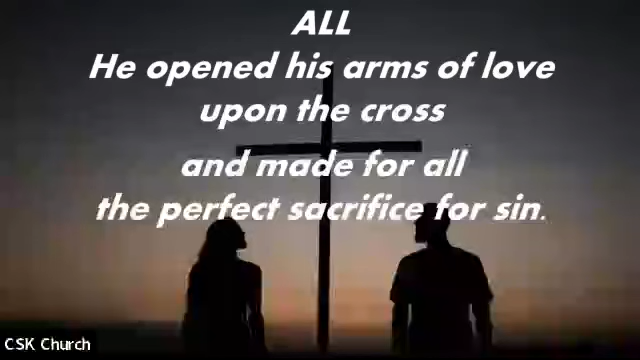 ALL
He opened his arms of love
upon the cross
and made for all
the perfect sacrifice for sin.
CSK Church